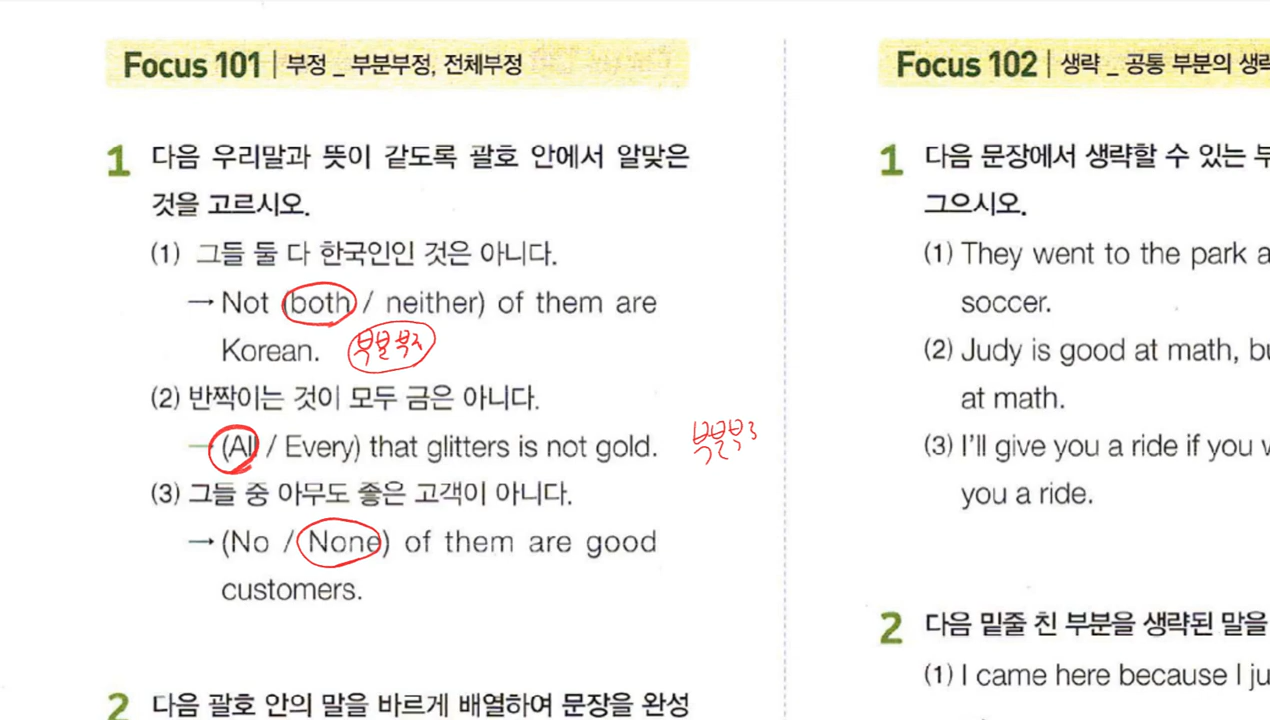 Focus 101 | 부정 _ 부분부정, 전체부정
1 다음 우리말과 뜻이 같도록 괄호 안에서 알맞은
것을 고르시오.
(1) 그들 둘 다 한국인인 것은 아니다.
→ Not (both / neither) of them are
Korean. 부분부정
(2) 반짝이는 것이 모두 금은 아니다.
→ (All / Every) that glitters is not gold. 부분부정
(3) 그들 중 아무도 좋은 고객이 아니다.
→ (No / None) of them are good
customers.
2 다음 괄호 안의 말을 바르게 배열하여 문장을 완성
Focus 102 | 생략 _ 공통 부분의
1 다음 문장에서 생략할 수 있는
그으시오.
(1) They went to the park
soccer.
(2) Judy is good at math,
at math.
(3) I'll give you a ride if you
you a ride.
2 다음 밑줄 친 부분을 생략된 말을
(1) I came here because I